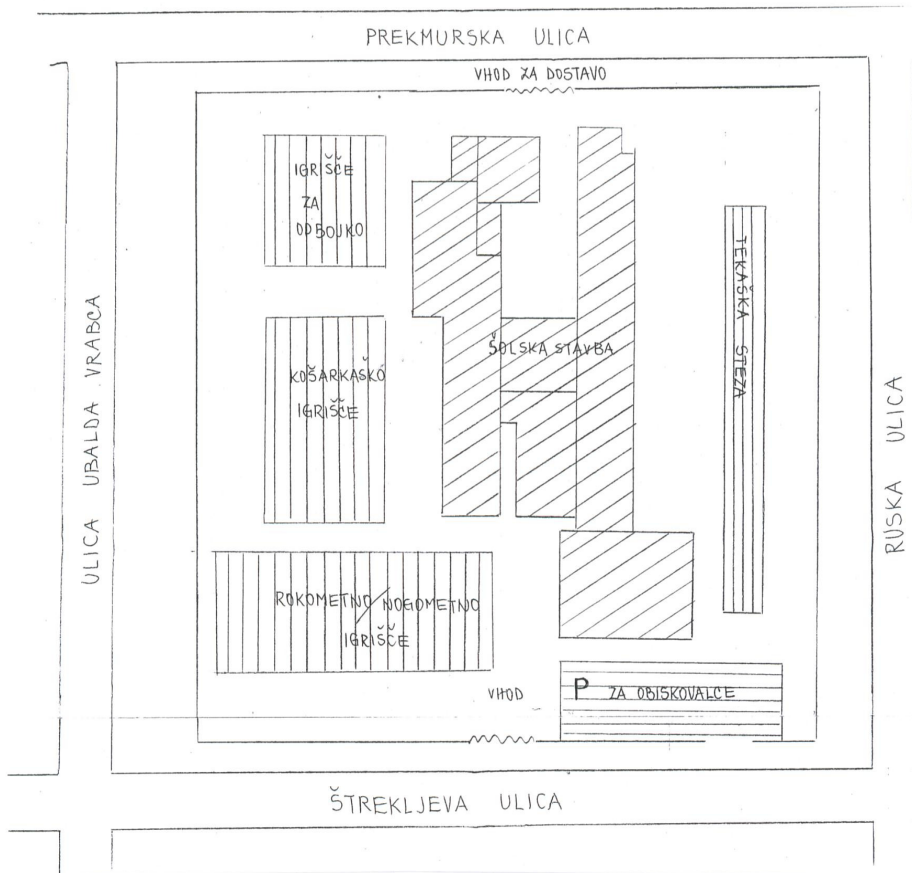 PREKMURSKA ULICA
VHOD ZA DOSTAVO
IGRIŠČE
ZA
ODBOJKO
TEKAŠKA STEZA
ULICA UBALDA VRABCA
ŠOLSKA STAVBA
KOŠARKAŠKO
IGRIŠČE
RUSKA ULICA
ROKOMETNO/NOGOMETNO
IGRIŠČE
VHOD
P ZA OBISKOVALCE
ŠTREKLJEVA ULICA